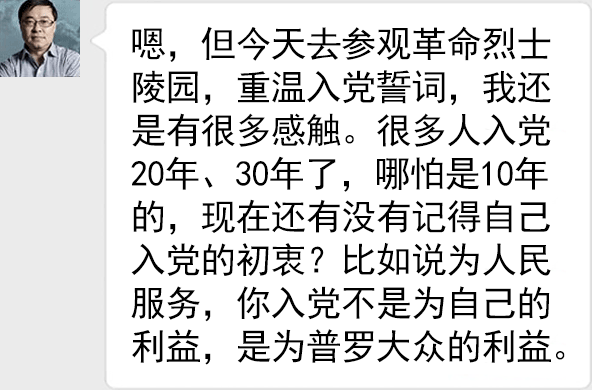 嗯，但今天去参观革命烈士
陵园，重温入党誓词，我还
是有很多感触。很多人入党
20年、30年了，哪怕是10年
的，现在还有没有记得自己
入党的初衷？比如说为人民
服务，你入党不是为自己的
利益，是为普罗大众的利益。